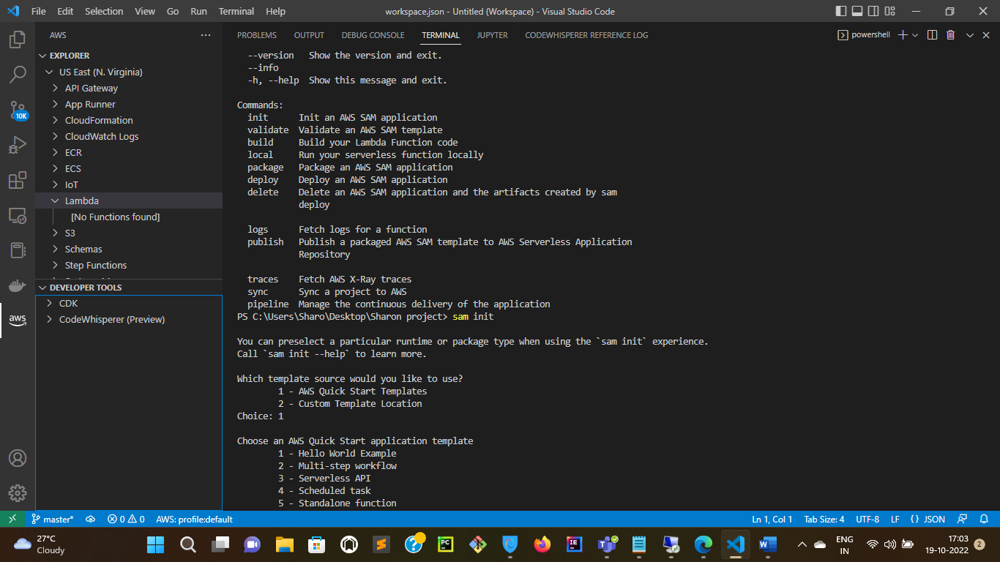 File Edit Selection View Go Run Terminal Help workspace.json - Untitled (Workspace) - Visual Studio Code
AWS
EXPLORER
US East (N. Virginia)
API Gateway
App Runner
CloudFormation
CloudWatch Logs
ECR
ECS
IoT
Lambda
[No Functions found]
S3
Schemas
Step Functions
DEVELOPER TOOLS
CDK
CodeWhisperer (Preview)
10K
aws
PROBLEMS OUTPUT DEBUG CONSOLE TERMINAL JUPYTER CODEWHISPERER REFERENCE LOG powershell
--version Show the version and exit.
--info
-h, --help Show this message and exit.
Commands:
init Init an AWS SAM application
validate Validate an AWS SAM template
build Build your Lambda Function code
local Run your serverless function locally
package Package an AWS SAM application
deploy Deploy an AWS SAM application
delete Delete an AWS SAM application and the artifacts created by sam
deploy
logs Fetch logs for a function
publish Publish a packaged AWS SAM template to AWS Serverless Application
Repository
traces Fetch AWS X-Ray traces
sync Sync a project to AWS
pipeline Manage the continuous delivery of the application
PS C:\Users\Sharo\Desktop\Sharon project> sam init
You can preselect a particular runtime or package type when using the `sam init` experience.
Call `sam init --help` to learn more.
Which template source would you like to use?
1 - AWS Quick Start Templates
2 - Custom Template Location
Choice: 1
Choose an AWS Quick Start application template
1 - Hello World Example
2 - Multi-step workflow
3 - Serverless API
4 - Scheduled task
5 - Standalone function
master* 0 0 AWS: profile:default Ln 1, Col 1 Tab Size: 4 UTF-8 LF {} JSON
27°C
Cloudy
ENG
IN
17:03
19-10-2022
2